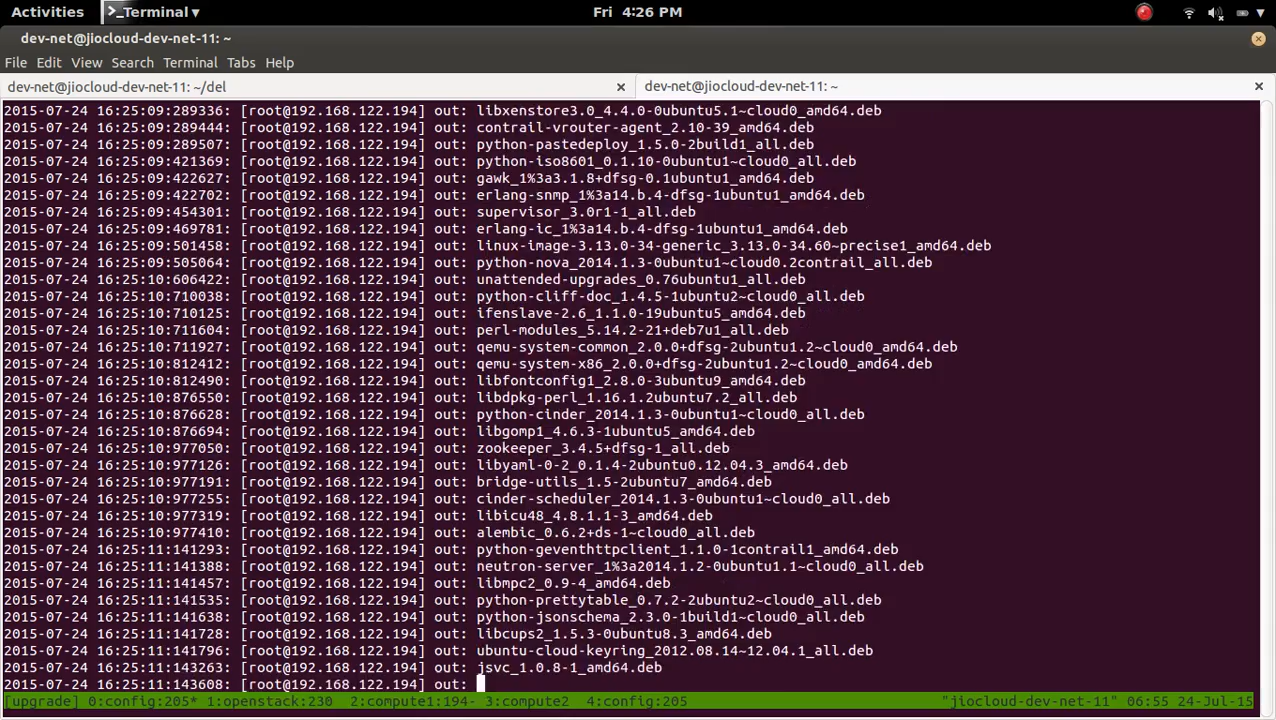 Activities >_Terminal ▾ Fri 4:26 PM
dev-net@jiocloud-dev-net-11: ~
File Edit View Search Terminal Tabs Help
dev-net@jiocloud-dev-net-11: ~/del × dev-net@jiocloud-dev-net-11: ~ ×
2015-07-24 16:25:09:289336: [root@192.168.122.194] out: libxenstore3.0_4.4.0-0ubuntu5.1~cloud0_amd64.deb
2015-07-24 16:25:09:289444: [root@192.168.122.194] out: contrail-vrouter-agent_2.10-39_amd64.deb
2015-07-24 16:25:09:289507: [root@192.168.122.194] out: python-pastedeploy_1.5.0-2build1_all.deb
2015-07-24 16:25:09:421369: [root@192.168.122.194] out: python-iso8601_0.1.10-0ubuntu1~cloud0_all.deb
2015-07-24 16:25:09:422627: [root@192.168.122.194] out: gawk_1%3a3.1.8+dfsg-0.1ubuntu1_amd64.deb
2015-07-24 16:25:09:422702: [root@192.168.122.194] out: erlang-snmp_1%3a14.b.4-dfsg-1ubuntu1_amd64.deb
2015-07-24 16:25:09:454301: [root@192.168.122.194] out: supervisor_3.0r1-1_all.deb
2015-07-24 16:25:09:469781: [root@192.168.122.194] out: erlang-ic_1%3a14.b.4-dfsg-1ubuntu1_amd64.deb
2015-07-24 16:25:09:501458: [root@192.168.122.194] out: linux-image-3.13.0-34-generic_3.13.0-34.60~precise1_amd64.deb
2015-07-24 16:25:09:505064: [root@192.168.122.194] out: python-nova_2014.1.3-0ubuntu1~cloud0.2contrail_all.deb
2015-07-24 16:25:10:606422: [root@192.168.122.194] out: unattended-upgrades_0.76ubuntu1_all.deb
2015-07-24 16:25:10:710038: [root@192.168.122.194] out: python-cliff-doc_1.4.5-1ubuntu2~cloud0_all.deb
2015-07-24 16:25:10:710125: [root@192.168.122.194] out: ifenslave-2.6_1.1.0-19ubuntu5_amd64.deb
2015-07-24 16:25:10:711604: [root@192.168.122.194] out: perl-modules_5.14.2-21+deb7u1_all.deb
2015-07-24 16:25:10:711927: [root@192.168.122.194] out: qemu-system-common_2.0.0+dfsg-2ubuntu1.2~cloud0_amd64.deb
2015-07-24 16:25:10:812412: [root@192.168.122.194] out: qemu-system-x86_2.0.0+dfsg-2ubuntu1.2~cloud0_amd64.deb
2015-07-24 16:25:10:812490: [root@192.168.122.194] out: libfontconfig1_2.8.0-3ubuntu9_amd64.deb
2015-07-24 16:25:10:876550: [root@192.168.122.194] out: libdpkg-perl_1.16.1.2ubuntu7.2_all.deb
2015-07-24 16:25:10:876628: [root@192.168.122.194] out: python-cinder_2014.1.3-0ubuntu1~cloud0_all.deb
2015-07-24 16:25:10:876694: [root@192.168.122.194] out: libgomp1_4.6.3-1ubuntu5_amd64.deb
2015-07-24 16:25:10:977050: [root@192.168.122.194] out: zookeeper_3.4.5+dfsg-1_all.deb
2015-07-24 16:25:10:977126: [root@192.168.122.194] out: libyaml-0-2_0.1.4-2ubuntu0.12.04.3_amd64.deb
2015-07-24 16:25:10:977190: [root@192.168.122.194] out: bridge-utils_1.5-2ubuntu7_amd64.deb
2015-07-24 16:25:10:977255: [root@192.168.122.194] out: cinder-scheduler_2014.1.3-0ubuntu1~cloud0_all.deb
2015-07-24 16:25:10:977319: [root@192.168.122.194] out: libicu48_4.8.1.1-3_amd64.deb
2015-07-24 16:25:10:977410: [root@192.168.122.194] out: alembic_0.6.2+ds-1~cloud0_all.deb
2015-07-24 16:25:11:141293: [root@192.168.122.194] out: python-geventhttpclient_1.1.0-1contrail1_amd64.deb
2015-07-24 16:25:11:141388: [root@192.168.122.194] out: neutron-server_1%3a2014.1.2-0ubuntu1.1~cloud0_all.deb
2015-07-24 16:25:11:141457: [root@192.168.122.194] out: libmpc2_0.9-4_amd64.deb
2015-07-24 16:25:11:141535: [root@192.168.122.194] out: python-prettytable_0.7.2-2ubuntu2~cloud0_all.deb
2015-07-24 16:25:11:141638: [root@192.168.122.194] out: python-jsonschema_2.3.0-1build1~cloud0_all.deb
2015-07-24 16:25:11:141728: [root@192.168.122.194] out: libcups2_1.5.3-0ubuntu8.3_amd64.deb
2015-07-24 16:25:11:141796: [root@192.168.122.194] out: ubuntu-cloud-keyring_2012.08.14~12.04.1_all.deb
2015-07-24 16:25:11:143263: [root@192.168.122.194] out: jsvc_1.0.8-1_amd64.deb
2015-07-24 16:25:11:143608: [root@192.168.122.194] out:
[upgrade] 0:config:205* 1:openstack:230 2:compute1:194- 3:compute2 4:config:205 "jiocloud-dev-net-11" 06:55 24-Jul-15